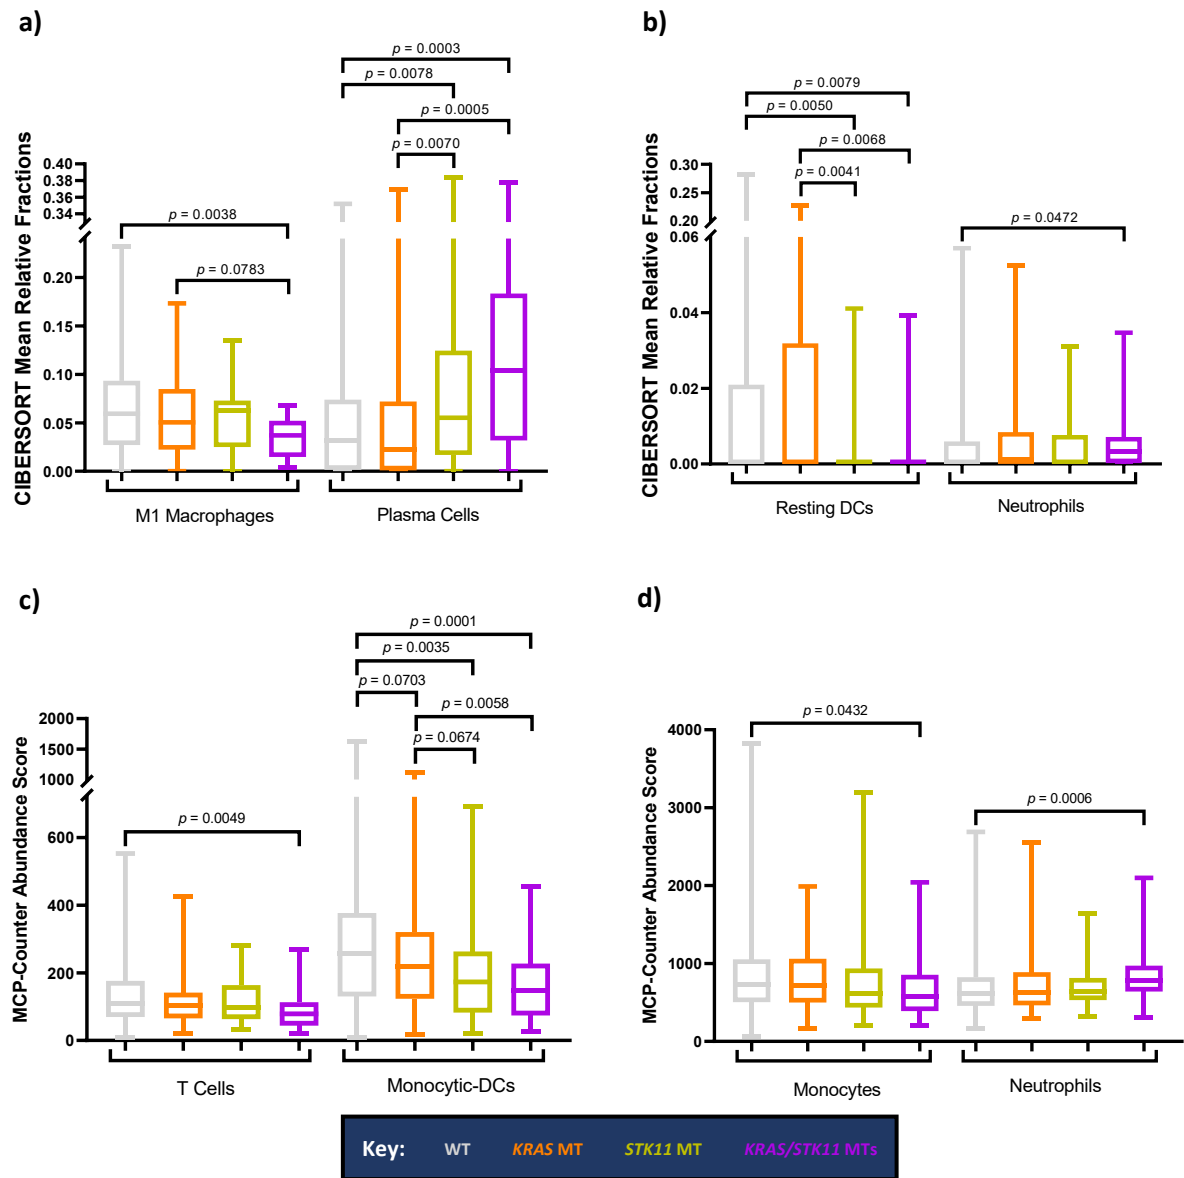 a)
p = 0.0003
p = 0.0078
p = 0.0005
p = 0.0070
p = 0.0038
p = 0.0783
CIBERSORT Mean Relative Fractions
0.40
0.38
0.36
0.34
0.20
0.15
0.10
0.05
0.00
M1 Macrophages
Plasma Cells
b)
p = 0.0079
p = 0.0050
p = 0.0068
p = 0.0041
p = 0.0472
CIBERSORT Mean Relative Fractions
0.30
0.25
0.20
0.06
0.04
0.02
0.00
Resting DCs
Neutrophils
c)
p = 0.0001
p = 0.0035
p = 0.0703
p = 0.0058
p = 0.0674
p = 0.0049
MCP-Counter Abundance Score
2000
1500
1000
600
400
200
0
T Cells
Monocytic-DCs
d)
p = 0.0432
p = 0.0006
MCP-Counter Abundance Score
4000
3000
2000
1000
0
Monocytes
Neutrophils
Key: WT KRAS MT STK11 MT KRAS/STK11 MTs